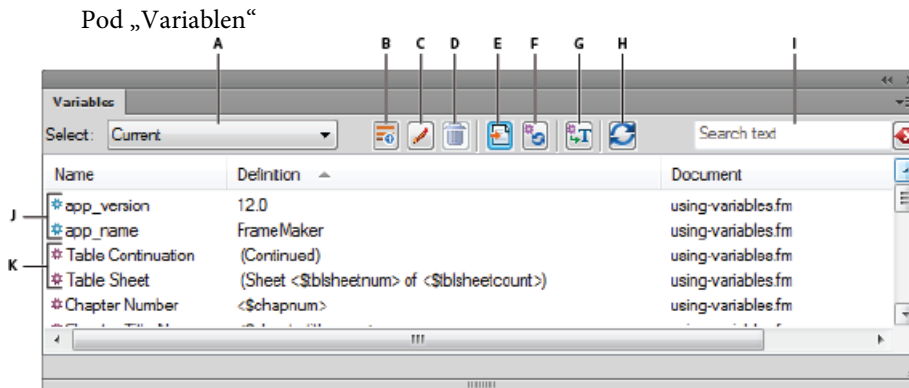 Pod „Variablen“
A B C D E F G H I
Variables
Select: Current Search text
Name Definition Document
J
app_version 12.0 using-variables.fm
app_name FrameMaker using-variables.fm
K
Table Continuation (Continued) using-variables.fm
Table Sheet (Sheet <$tblsheetnum> of <$tblsheetcount>) using-variables.fm
Chapter Number <$chapnum> using-variables.fm